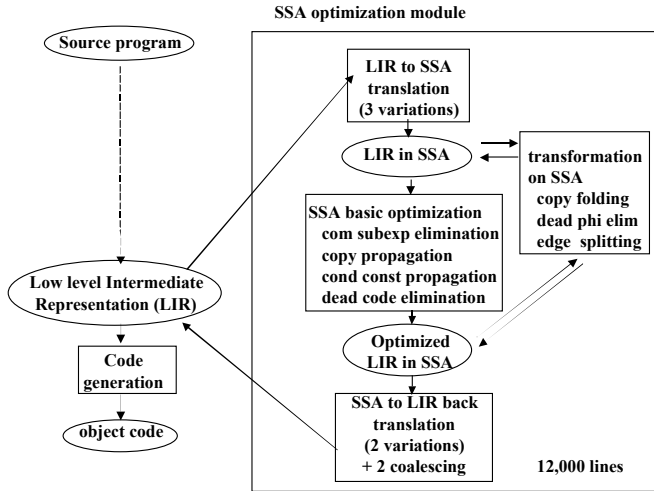 SSA optimization module
Source program
LIR to SSA
translation
(3 variations)
LIR in SSA
transformation
on SSA
copy folding
dead phi elim
edge splitting
SSA basic optimization
com subexp elimination
copy propagation
cond const propagation
dead code elimination
Low level Intermediate
Representation (LIR)
Optimized
LIR in SSA
Code
generation
SSA to LIR back
translation
(2 variations)
+ 2 coalescing
object code
12,000 lines